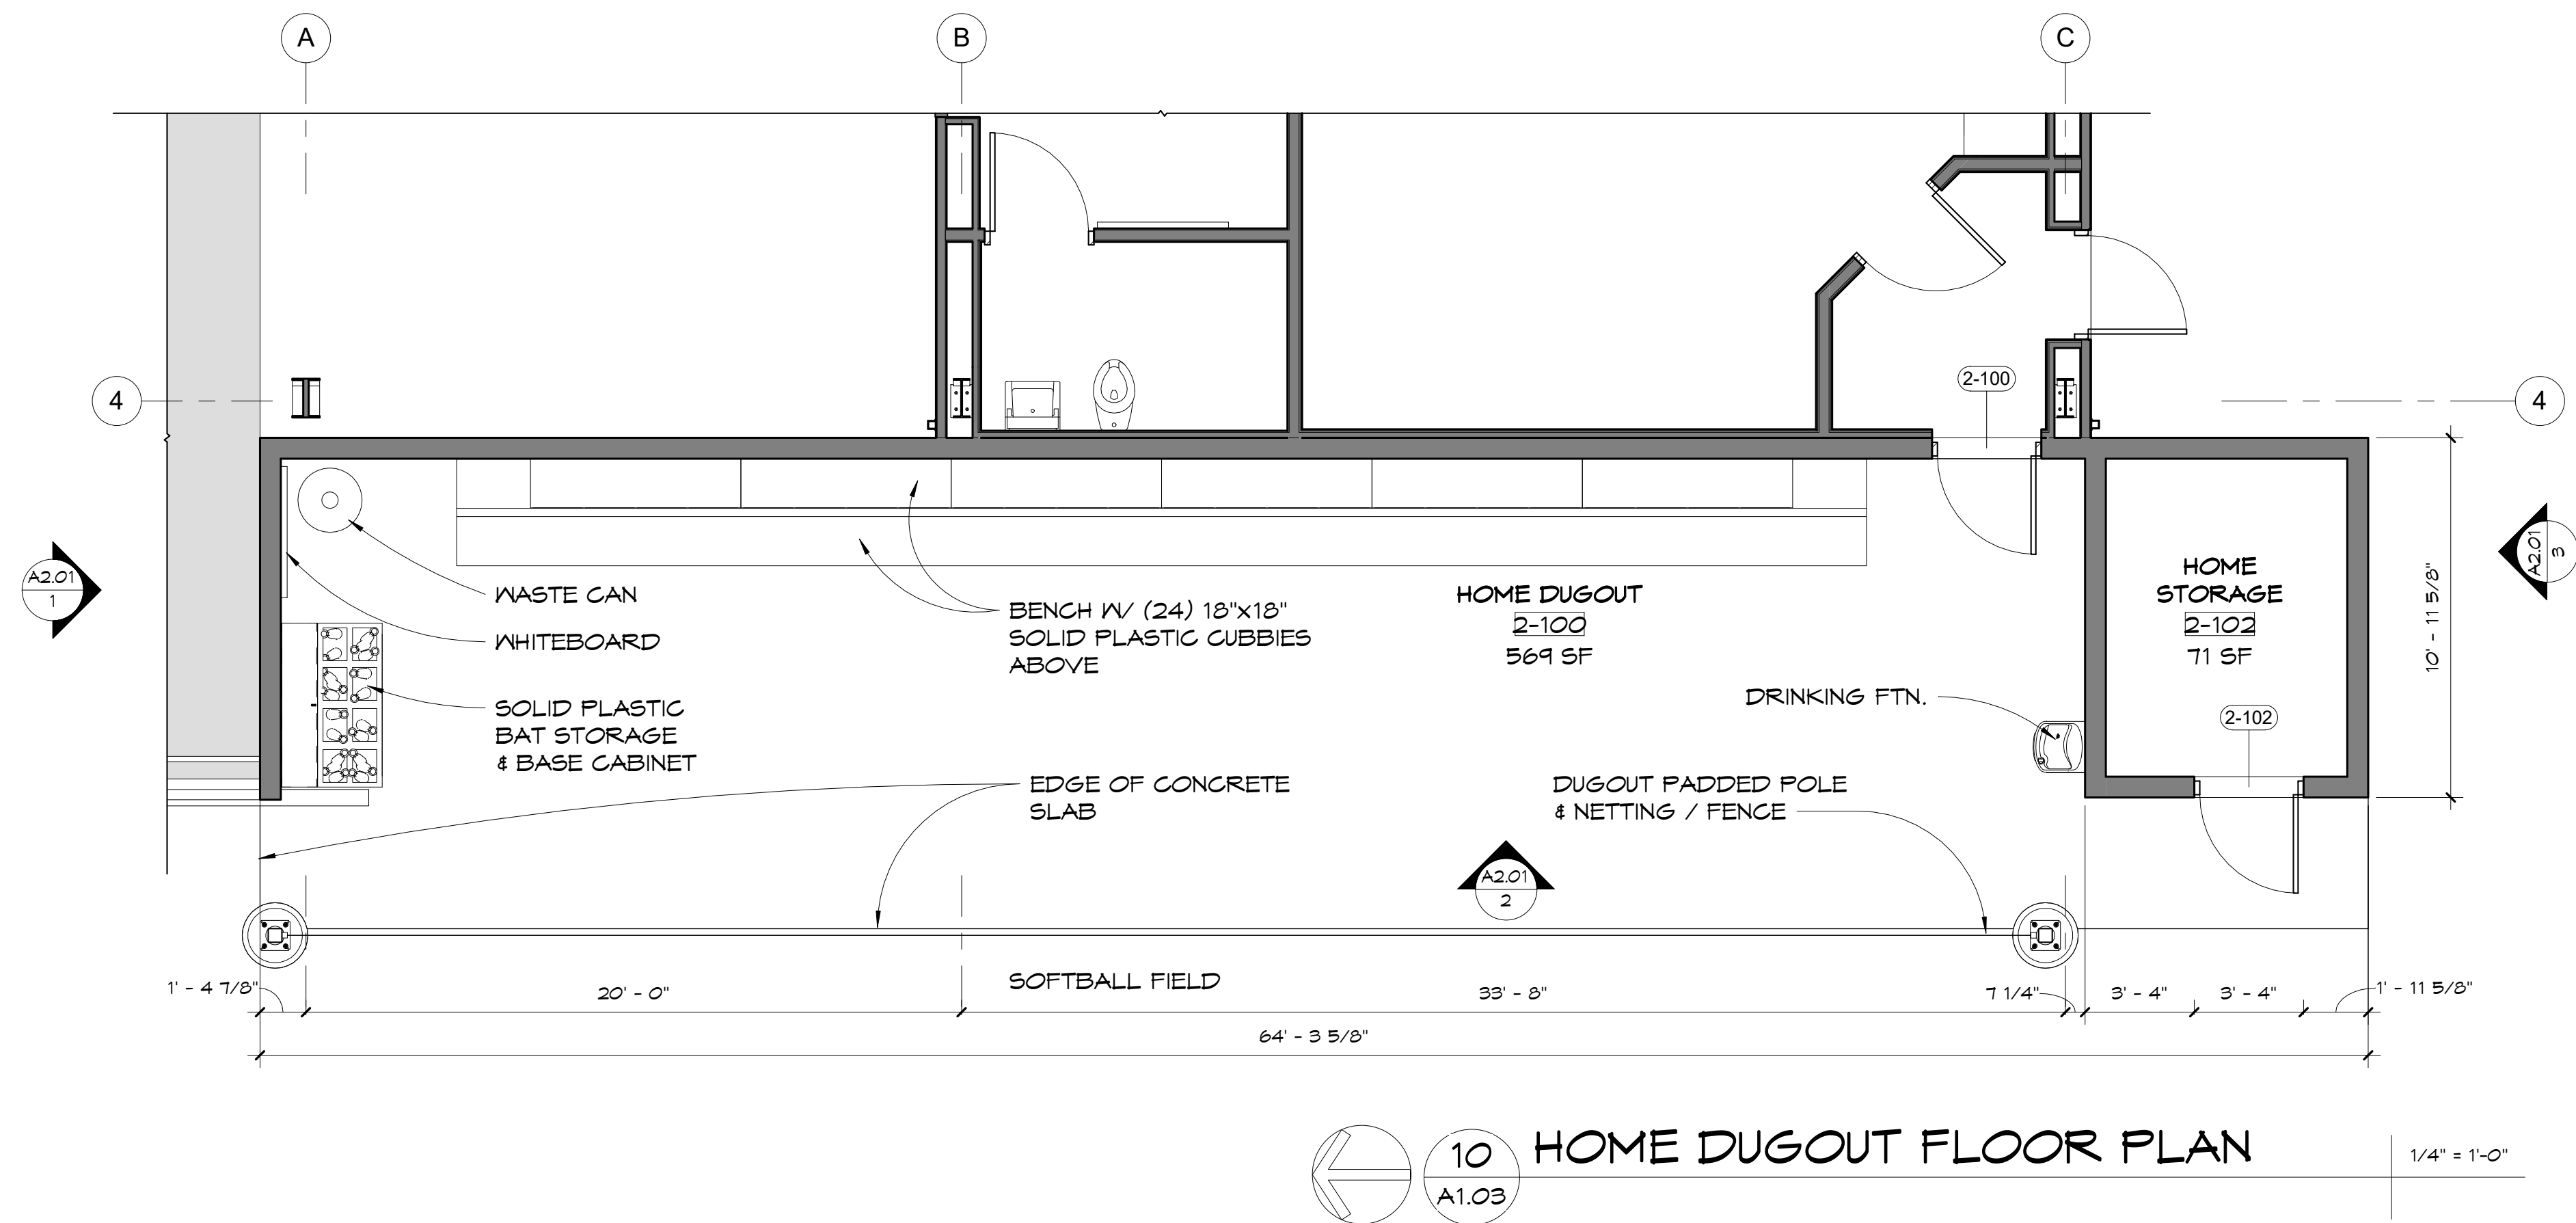 A
B
C
4
4
2-100
A2.01
1
A2.01
3
WASTE CAN
WHITEBOARD
SOLID PLASTIC
BAT STORAGE
& BASE CABINET
BENCH W/ (24) 18"x18"
SOLID PLASTIC CUBBIES
ABOVE
HOME DUGOUT
2-100
569 SF
HOME
STORAGE
2-102
71 SF
10' - 11 5/8"
DRINKING FTN.
2-102
EDGE OF CONCRETE
SLAB
DUGOUT PADDED POLE
& NETTING / FENCE
A2.01
2
SOFTBALL FIELD
1' - 4 7/8"
20' - 0"
33' - 8"
7 1/4"
3' - 4"
3' - 4"
1' - 11 5/8"
64' - 3 5/8"
10
A1.03
HOME DUGOUT FLOOR PLAN
1/4" = 1'-0"